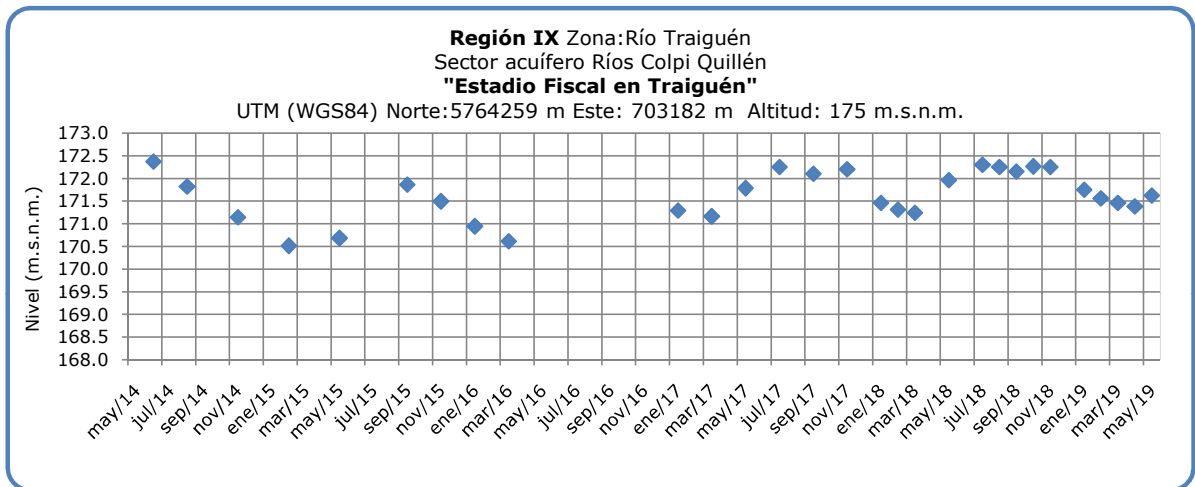 Región IX Zona:Río Traiguén
Sector acuífero Ríos Colpi Quillén
"Estadio Fiscal en Traiguén"
UTM (WGS84) Norte:5764259 m Este: 703182 m Altitud: 175 m.s.n.m.
Nivel (m.s.n.m.)
173.0
172.5
172.0
171.5
171.0
170.5
170.0
169.5
169.0
168.5
168.0
may/14
jul/14
sep/14
nov/14
ene/15
mar/15
may/15
jul/15
sep/15
nov/15
ene/16
mar/16
may/16
jul/16
sep/16
nov/16
ene/17
mar/17
may/17
jul/17
sep/17
nov/17
ene/18
mar/18
may/18
jul/18
sep/18
nov/18
ene/19
mar/19
may/19